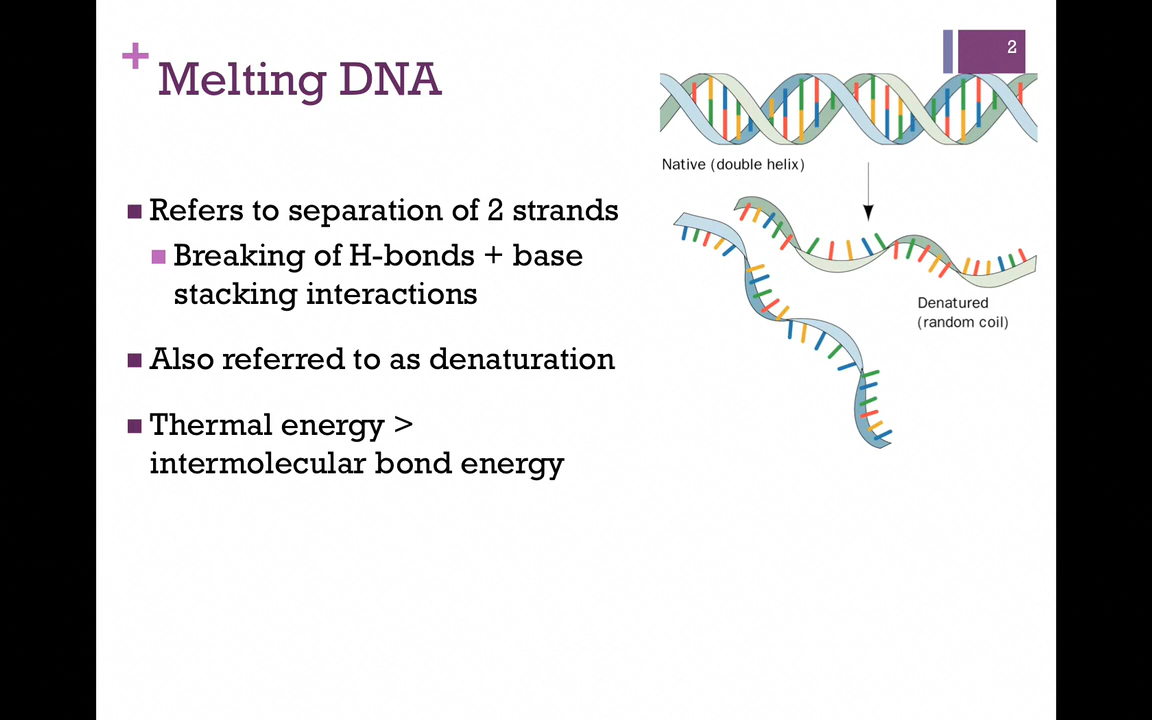 2
+
Melting DNA
Native (double helix)
Refers to separation of 2 strands
Breaking of H-bonds + base
stacking interactions
Denatured
(random coil)
Also referred to as denaturation
Thermal energy >
intermolecular bond energy